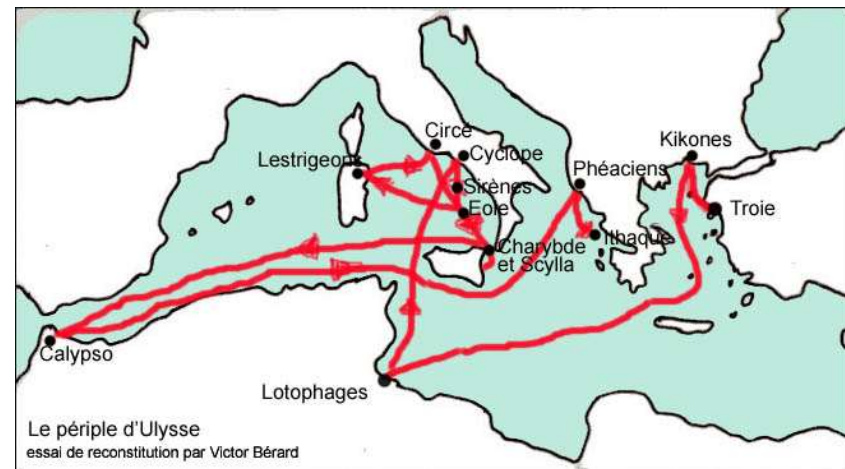 Circé
Kikones
Cyclope
Lestrigeons
Phéaciens
Sirènes
Troie
Eole
Ithaque
Charybde
et Scylla
Calypso
Lotophages
Le périple d'Ulysse
essai de reconstitution par Victor Bérard